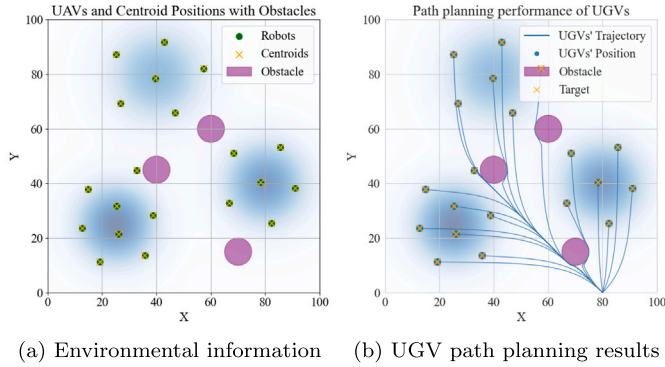 UAVs and Centroid Positions with Obstacles
Robots
Centroids
Obstacle
100
80
60
40
20
0
Y
0 20 40 60 80 100
X
(a) Environmental information
Path planning performance of UGVs
UGVs' Trajectory
UGVs' Position
Obstacle
Target
100
80
60
40
20
0
Y
0 20 40 60 80 100
X
(b) UGV path planning results